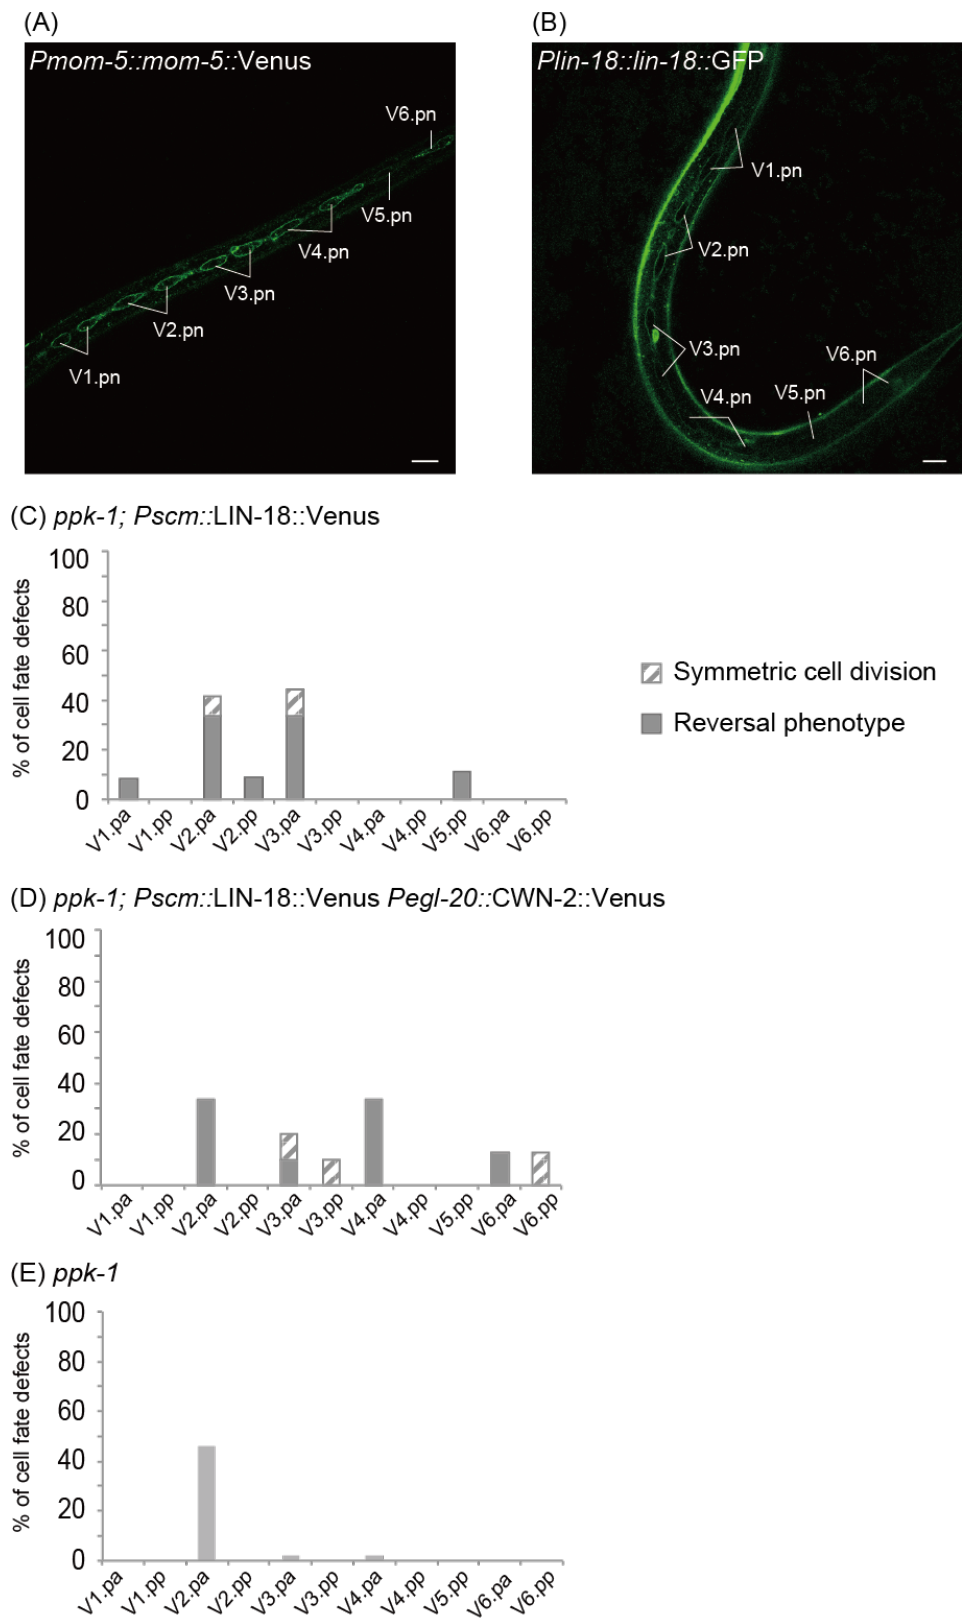 (A)
(B)
Pmom-5::mom-5::Venus
V6.pn
V5.pn
V4.pn
V3.pn
V2.pn
V1.pn
Plin-18::lin-18::GFP
V1.pn
V2.pn
V3.pn
V6.pn
V4.pn
V5.pn
(C) ppk-1; Pscm::LIN-18::Venus
% of cell fate defects
100
80
60
40
20
0
V1.pa V1.pp V2.pa V2.pp V3.pa V3.pp V4.pa V4.pp V5.pp V6.pa V6.pp
Symmetric cell division
Reversal phenotype
(D) ppk-1; Pscm::LIN-18::Venus Pegl-20::CWN-2::Venus
% of cell fate defects
100
80
60
40
20
0
V1.pa V1.pp V2.pa V2.pp V3.pa V3.pp V4.pa V4.pp V5.pp V6.pa V6.pp
(E) ppk-1
% of cell fate defects
100
80
60
40
20
0
V1.pa V1.pp V2.pa V2.pp V3.pa V3.pp V4.pa V4.pp V5.pp V6.pa V6.pp